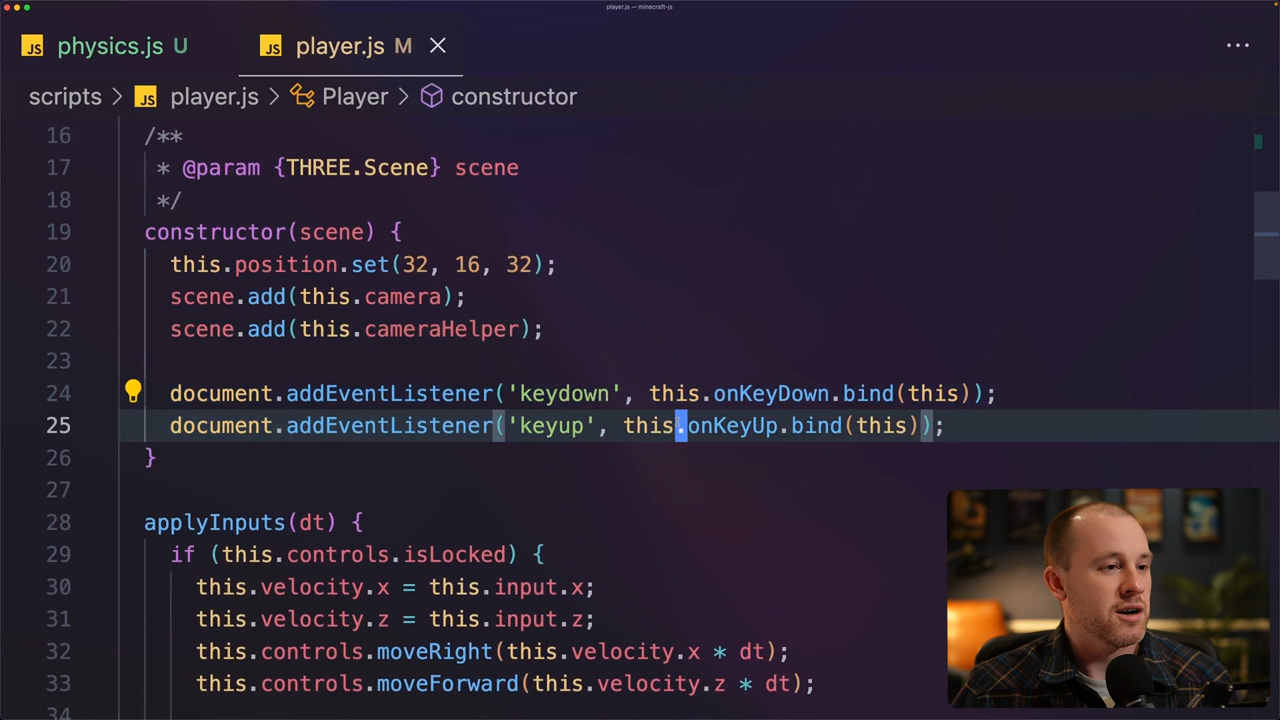 player.js — minecraft-js
JS physics.js U JS player.js M
scripts > JS player.js > Player > constructor
16 /**
17 * @param {THREE.Scene} scene
18 */
19 constructor(scene) {
20 this.position.set(32, 16, 32);
21 scene.add(this.camera);
22 scene.add(this.cameraHelper);
23
24 document.addEventListener('keydown', this.onKeyDown.bind(this));
25 document.addEventListener('keyup', this.onKeyUp.bind(this));
26 }
27
28 applyInputs(dt) {
29 if (this.controls.isLocked) {
30 this.velocity.x = this.input.x;
31 this.velocity.z = this.input.z;
32 this.controls.moveRight(this.velocity.x * dt);
33 this.controls.moveForward(this.velocity.z * dt);
34